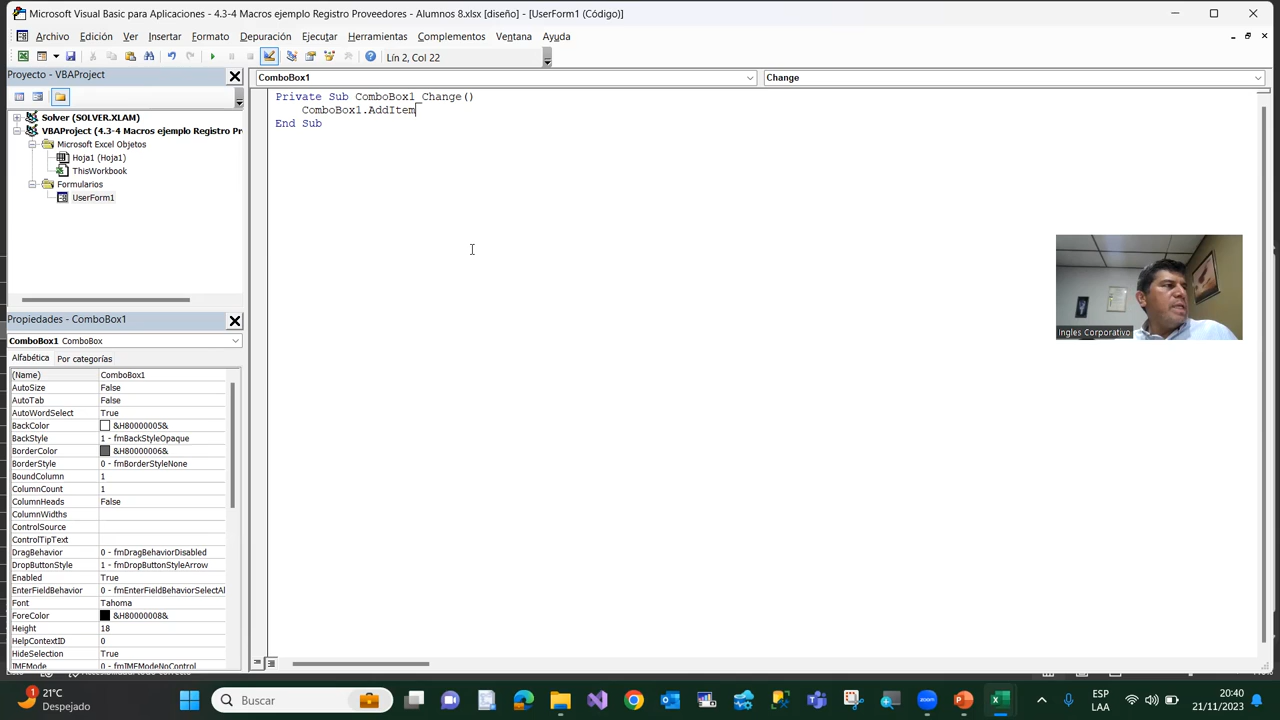 Microsoft Visual Basic para Aplicaciones - 4.3-4 Macros ejemplo Registro Proveedores - Alumnos 8.xlsx [diseño] - [UserForm1 (Código)]
Archivo Edición Ver Insertar Formato Depuración Ejecutar Herramientas Complementos Ventana Ayuda
Lín 2, Col 22
Proyecto - VBAProject
Solver (SOLVER.XLAM)
VBAProject (4.3-4 Macros ejemplo Registro Pr
Microsoft Excel Objetos
Hoja1 (Hoja1)
ThisWorkbook
Formularios
UserForm1
ComboBox1
Change
Private Sub ComboBox1_Change()
ComboBox1.AddItem
End Sub
Ingles Corporativo
Propiedades - ComboBox1
ComboBox1 ComboBox
Alfabética Por categorías
(Name) ComboBox1
AutoSize False
AutoTab False
AutoWordSelect True
BackColor &H80000005&
BackStyle 1 - fmBackStyleOpaque
BorderColor &H80000006&
BorderStyle 0 - fmBorderStyleNone
BoundColumn 1
ColumnCount 1
ColumnHeads False
ColumnWidths
ControlSource
ControlTipText
DragBehavior 0 - fmDragBehaviorDisabled
DropButtonStyle 1 - fmDropButtonStyleArrow
Enabled True
EnterFieldBehavior 0 - fmEnterFieldBehaviorSelectAl
Font Tahoma
ForeColor &H80000008&
Height 18
HelpContextID 0
HideSelection True
IMEMode 0 - fmIMEModeNoControl
21°C
Despejado
Buscar
ESP
LAA
20:40
21/11/2023